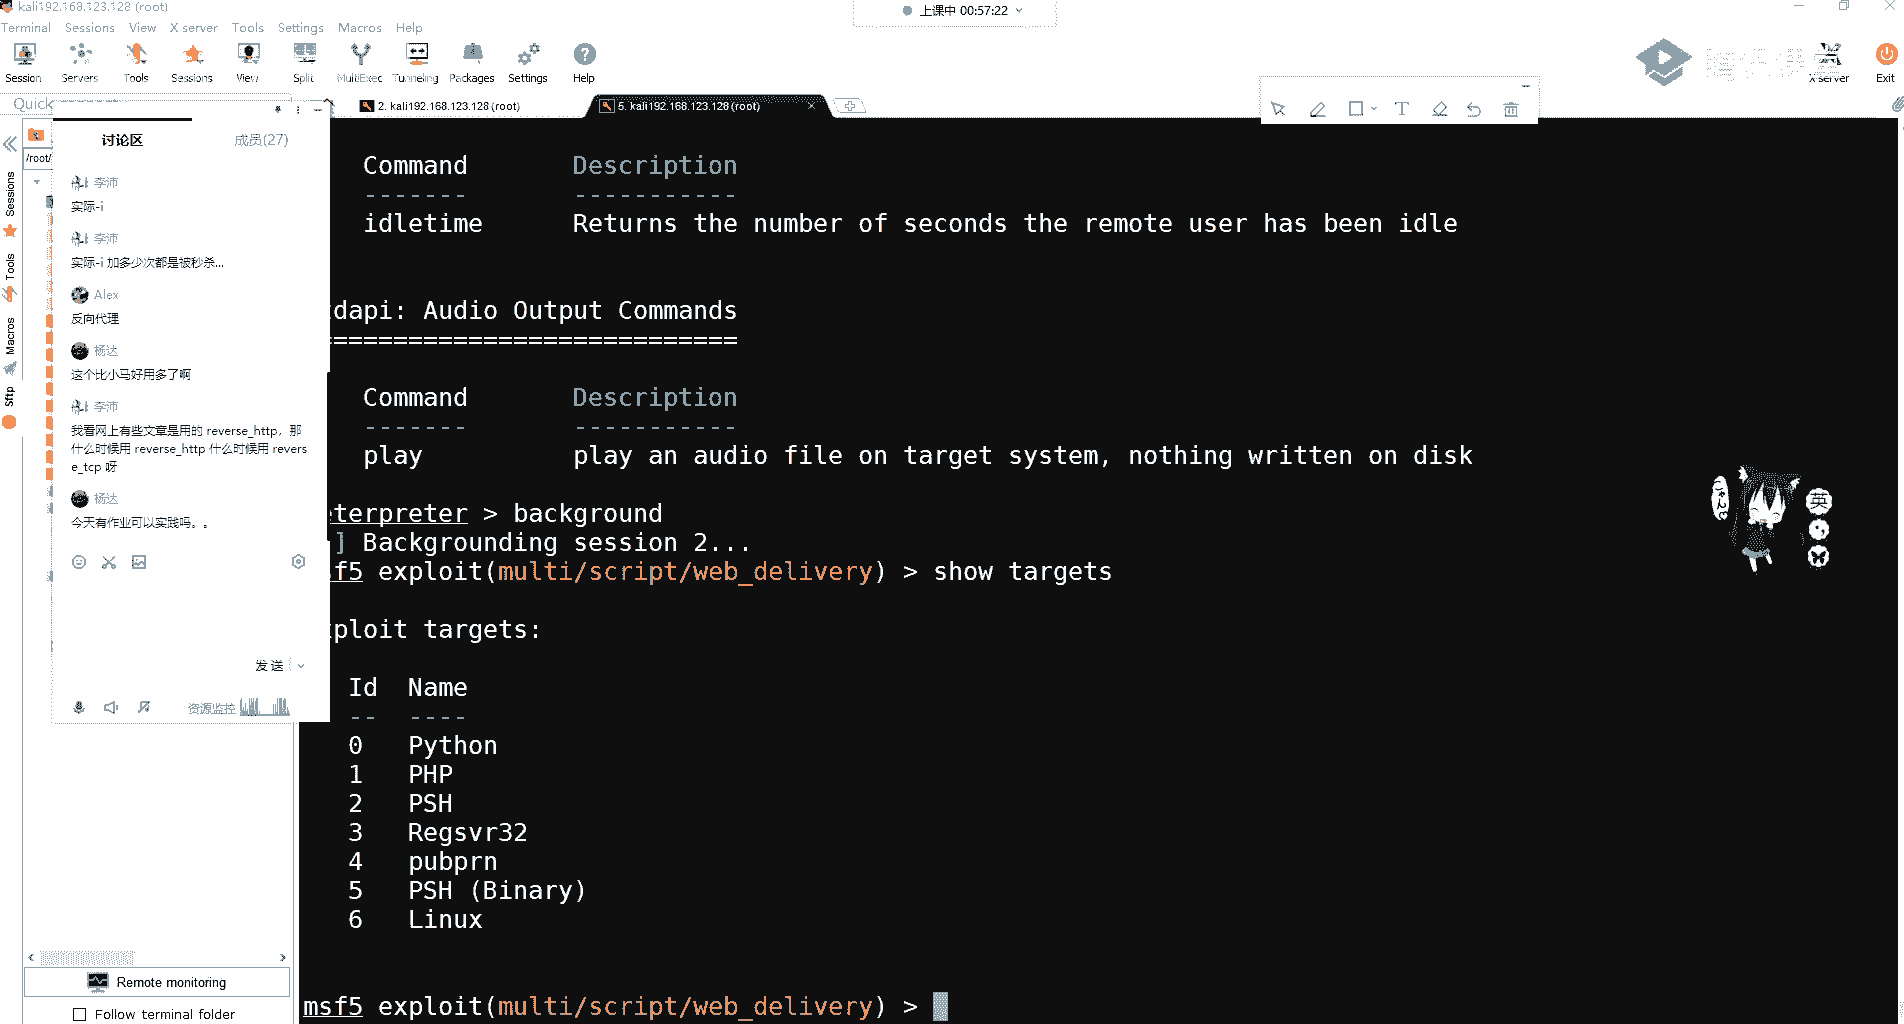 kali192.168.123.128 (root)
上课中 00:57:22
Terminal Sessions View X server Tools Settings Macros Help
Session Servers Tools Sessions View Split MultiExec Tunneling Packages Settings Help
X server Exit
Quick
2. kali192.168.123.128 (root)
5. kali192.168.123.128 (root)
/root/
Sessions
Tools
Macros
Sftp
讨论区 成员(27)
李沛
实际-i
李沛
实际-i 加多少次都是被秒杀...
Alex
反向代理
杨达
这个比小马好用多了啊
李沛
我看网上有些文章是用的 reverse_http，那
什么时候用 reverse_http 什么时候用 revers
e_tcp 呀
杨达
今天有作业可以实践吗。。
发送
资源监控
Remote monitoring
Follow terminal folder
Command Description
------- -----------
idletime Returns the number of seconds the remote user has been idle
dapi: Audio Output Commands
===========================
Command Description
------- -----------
play play an audio file on target system, nothing written on disk
eterpreter > background
] Backgrounding session 2...
sf5 exploit(multi/script/web_delivery) > show targets
xploit targets:
Id Name
-- ----
0 Python
1 PHP
2 PSH
3 Regsvr32
4 pubprn
5 PSH (Binary)
6 Linux
msf5 exploit(multi/script/web_delivery) >
英